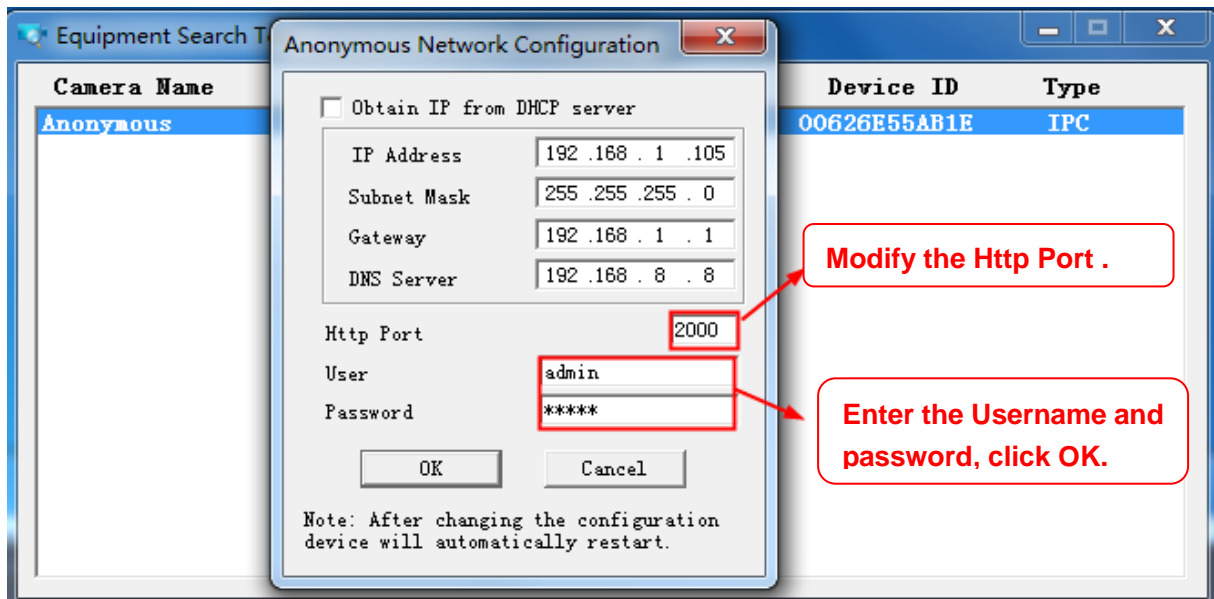 Equipment Search T
Anonymous Network Configuration
Camera Name
Device ID
Type
Anonymous
00626E55AB1E
IPC
Obtain IP from DHCP server
IP Address 192 .168 . 1 .105
Subnet Mask 255 .255 .255 . 0
Gateway 192 .168 . 1 . 1
DNS Server 192 .168 . 8 . 8
Http Port 2000
User admin
Password *****
OK Cancel
Note: After changing the configuration
device will automatically restart.
Modify the Http Port .
Enter the Username and
password, click OK.